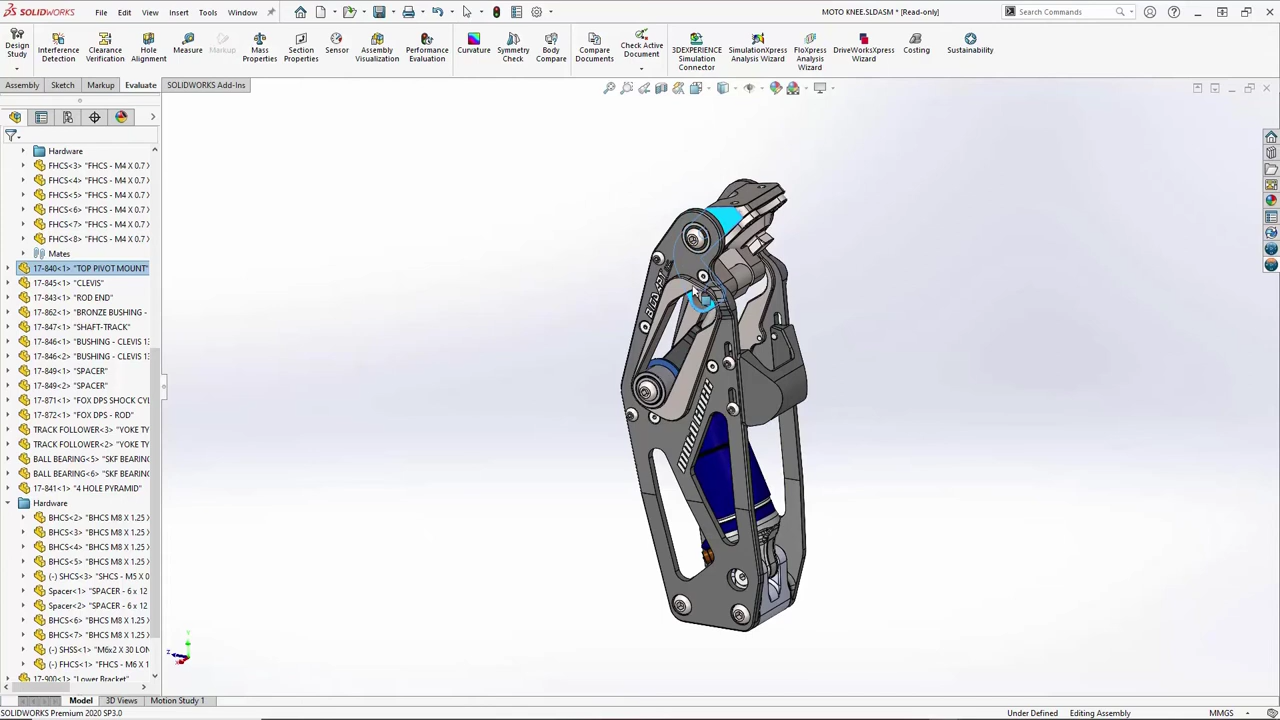 SOLIDWORKS File Edit View Insert Tools Window MOTO KNEE.SLDASM * [Read-only] Search Commands
Design Study
Interference Detection
Clearance Verification
Hole Alignment
Measure
Markup
Mass Properties
Section Properties
Sensor
Assembly Visualization
Performance Evaluation
Curvature
Symmetry Check
Body Compare
Compare Documents
Check Active Document
3DEXPERIENCE Simulation Connector
SimulationXpress Analysis Wizard
FloXpress Analysis Wizard
DriveWorksXpress Wizard
Costing
Sustainability
Assembly Sketch Markup Evaluate SOLIDWORKS Add-Ins
Hardware
FHCS<3> "FHCS - M4 X 0.7 X
FHCS<4> "FHCS - M4 X 0.7 X
FHCS<5> "FHCS - M4 X 0.7 X
FHCS<6> "FHCS - M4 X 0.7 X
FHCS<7> "FHCS - M4 X 0.7 X
FHCS<8> "FHCS - M4 X 0.7 X
Mates
17-840<1> "TOP PIVOT MOUNT"
17-845<1> "CLEVIS"
17-843<1> "ROD END"
17-862<1> "BRONZE BUSHING -
17-847<1> "SHAFT-TRACK"
17-846<1> "BUSHING - CLEVIS 13
17-846<2> "BUSHING - CLEVIS 13
17-849<1> "SPACER"
17-849<2> "SPACER"
17-871<1> "FOX DPS SHOCK CYL
17-872<1> "FOX DPS - ROD"
TRACK FOLLOWER<3> "YOKE TY
TRACK FOLLOWER<2> "YOKE TY
BALL BEARING<5> "SKF BEARING
BALL BEARING<6> "SKF BEARING
17-841<1> "4 HOLE PYRAMID"
Hardware
BHCS<2> "BHCS M8 X 1.25 X
BHCS<3> "BHCS M8 X 1.25 X
BHCS<4> "BHCS M8 X 1.25 X
BHCS<5> "BHCS M8 X 1.25 X
(-) SHCS<3> "SHCS - M5 X 0
Spacer<1> "SPACER - 6 x 12
Spacer<2> "SPACER - 6 x 12
BHCS<6> "BHCS M8 X 1.25 X
BHCS<7> "BHCS M8 X 1.25 X
(-) SHSS<1> "M6x2 X 30 LON
(-) FHCS<1> "FHCS - M6 X 1
17-900<1> "Lower Bracket"
Model 3D Views Motion Study 1
SOLIDWORKS Premium 2020 SP3.0 Under Defined Editing Assembly MMGS